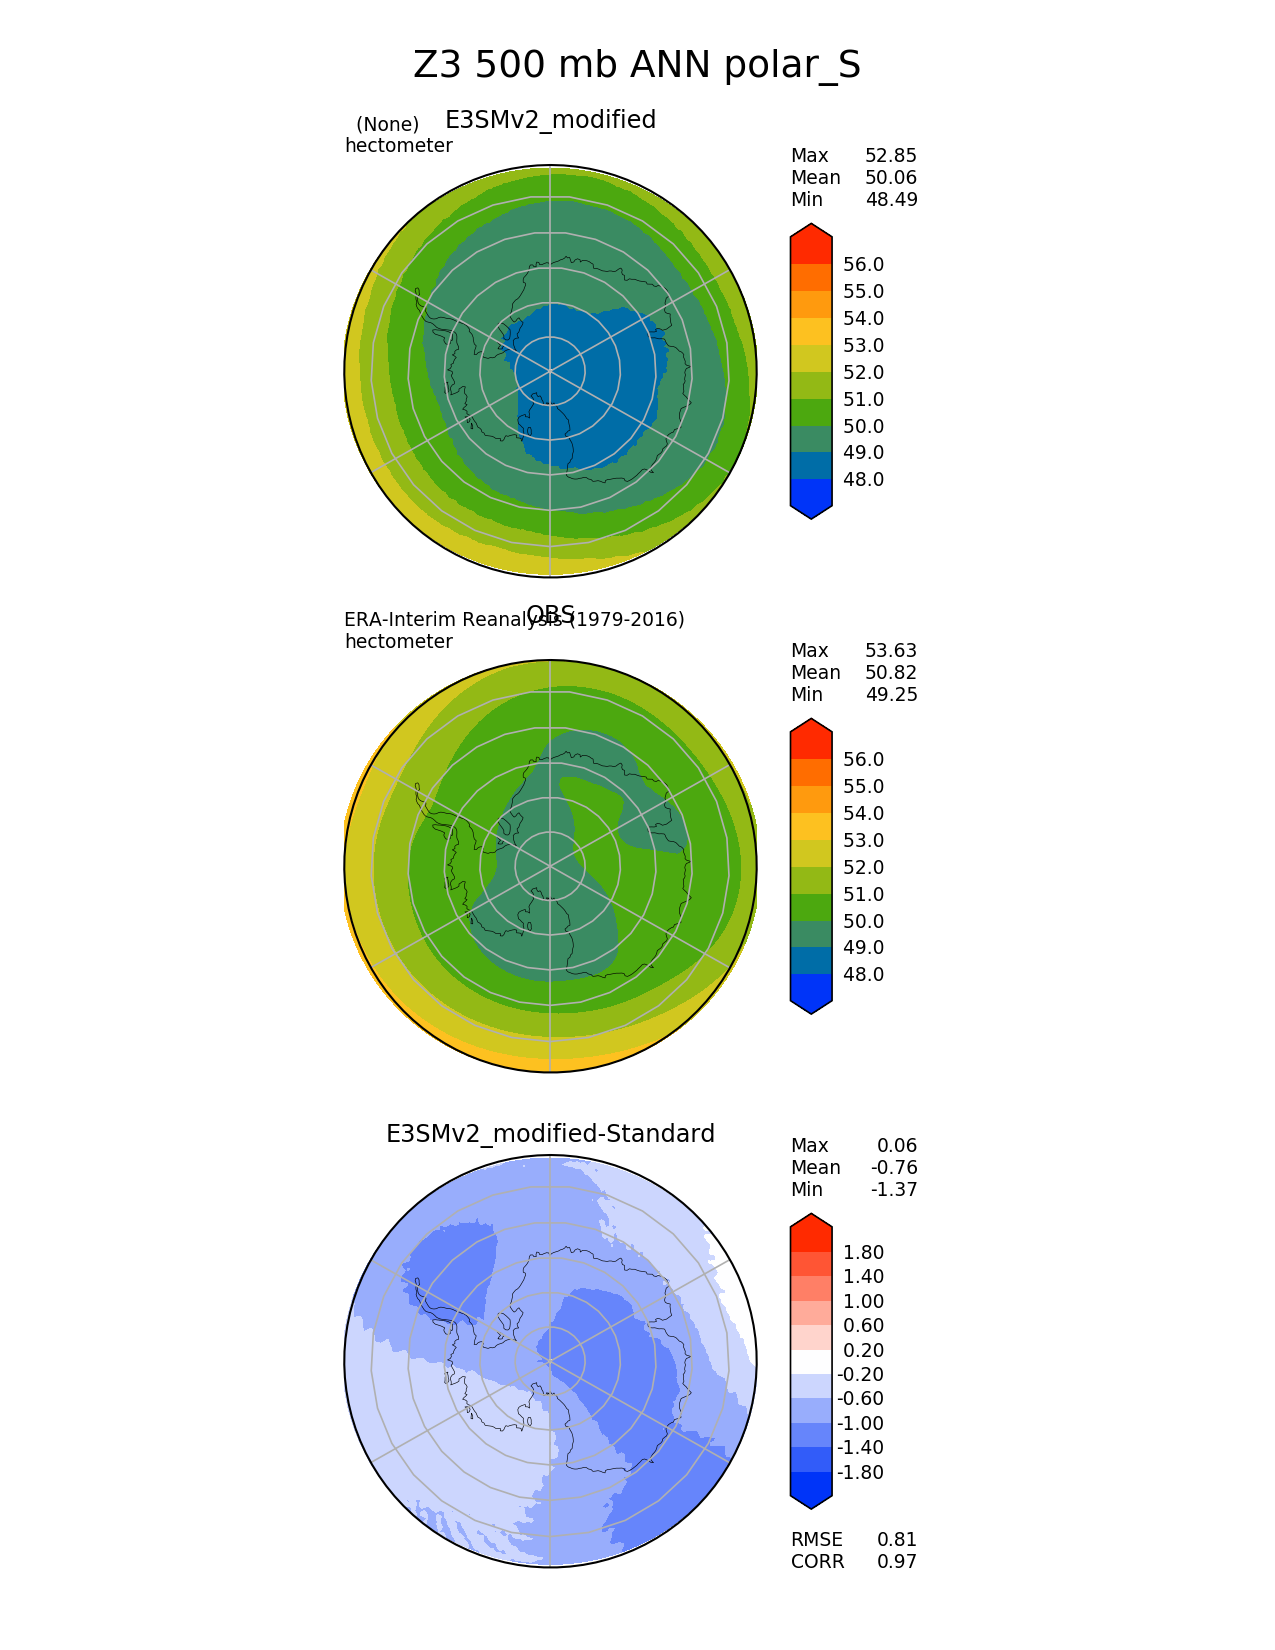 Z3 500 mb ANN polar_S
(None)
E3SMv2_modified
hectometer
Max 52.85
Mean 50.06
Min 48.49
56.0
55.0
54.0
53.0
52.0
51.0
50.0
49.0
48.0
OBS
ERA-Interim Reanalysis (1979-2016)
hectometer
Max 53.63
Mean 50.82
Min 49.25
56.0
55.0
54.0
53.0
52.0
51.0
50.0
49.0
48.0
E3SMv2_modified-Standard
Max 0.06
Mean -0.76
Min -1.37
1.80
1.40
1.00
0.60
0.20
-0.20
-0.60
-1.00
-1.40
-1.80
RMSE 0.81
CORR 0.97